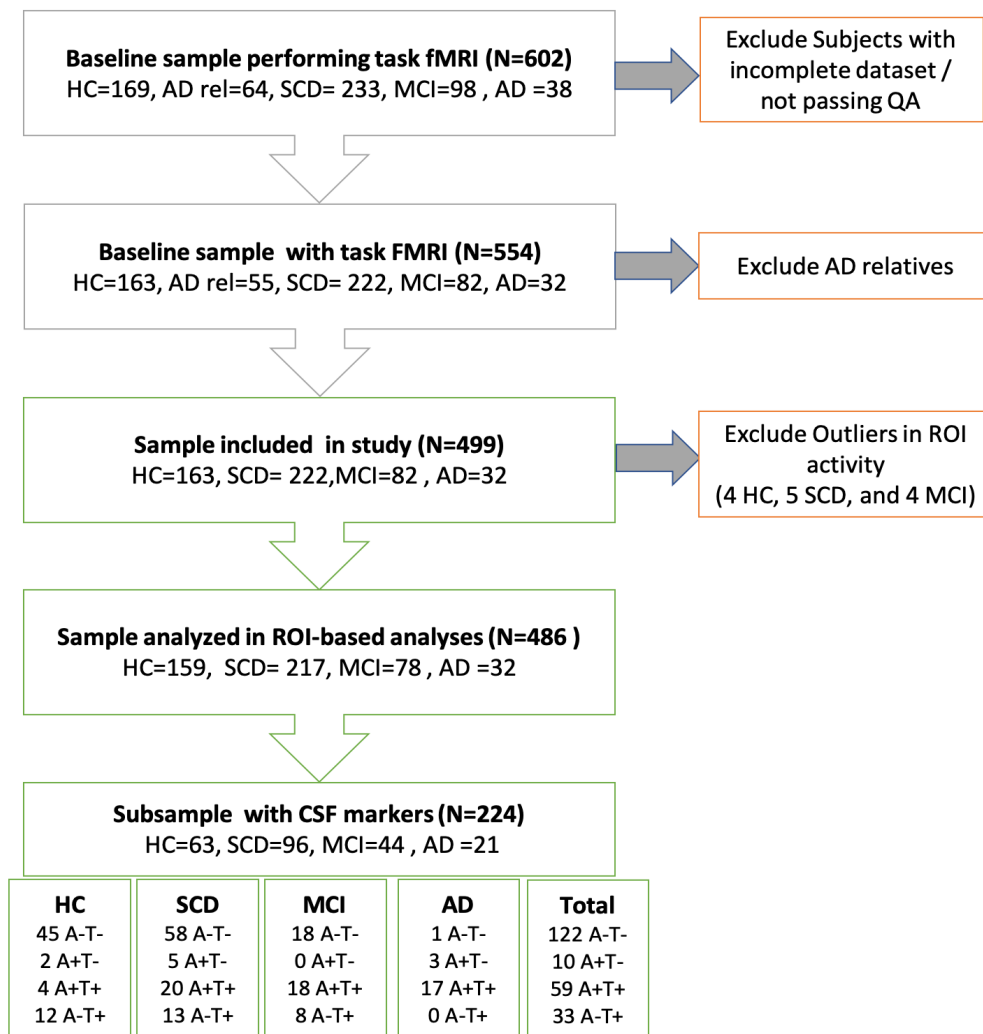 Baseline sample performing task fMRI (N=602)
HC=169, AD rel=64, SCD= 233, MCI=98 , AD =38
Exclude Subjects with
incomplete dataset /
not passing QA
Baseline sample  with task FMRI (N=554)
HC=163, AD rel=55, SCD= 222, MCI=82, AD=32
Exclude AD relatives
Sample included  in study (N=499)
HC=163, SCD= 222,MCI=82 , AD=32
Exclude Outliers in ROI
activity
(4 HC, 5 SCD, and 4 MCI)
Sample analyzed in ROI-based analyses (N=486 )
HC=159,  SCD= 217, MCI=78 , AD =32
Subsample  with CSF markers (N=224)
HC=63, SCD=96, MCI=44 , AD =21
HC
45 A-T-
2 A+T-
4 A+T+
12 A-T+
SCD
58 A-T-
5 A+T-
20 A+T+
13 A-T+
MCI
18 A-T-
0 A+T-
18 A+T+
8 A-T+
AD
1 A-T-
3 A+T-
17 A+T+
0 A-T+
Total
122 A-T-
10 A+T-
59 A+T+
33 A-T+